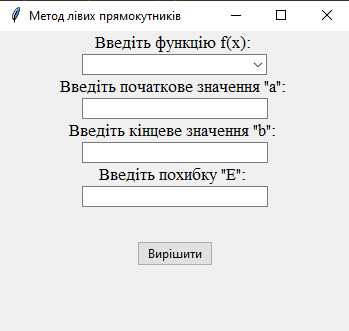 Метод лівих прямокутників
Введіть функцію f(x):
Введіть початкове значення "a":
Введіть кінцеве значення "b":
Введіть похибку "E":
Вирішити